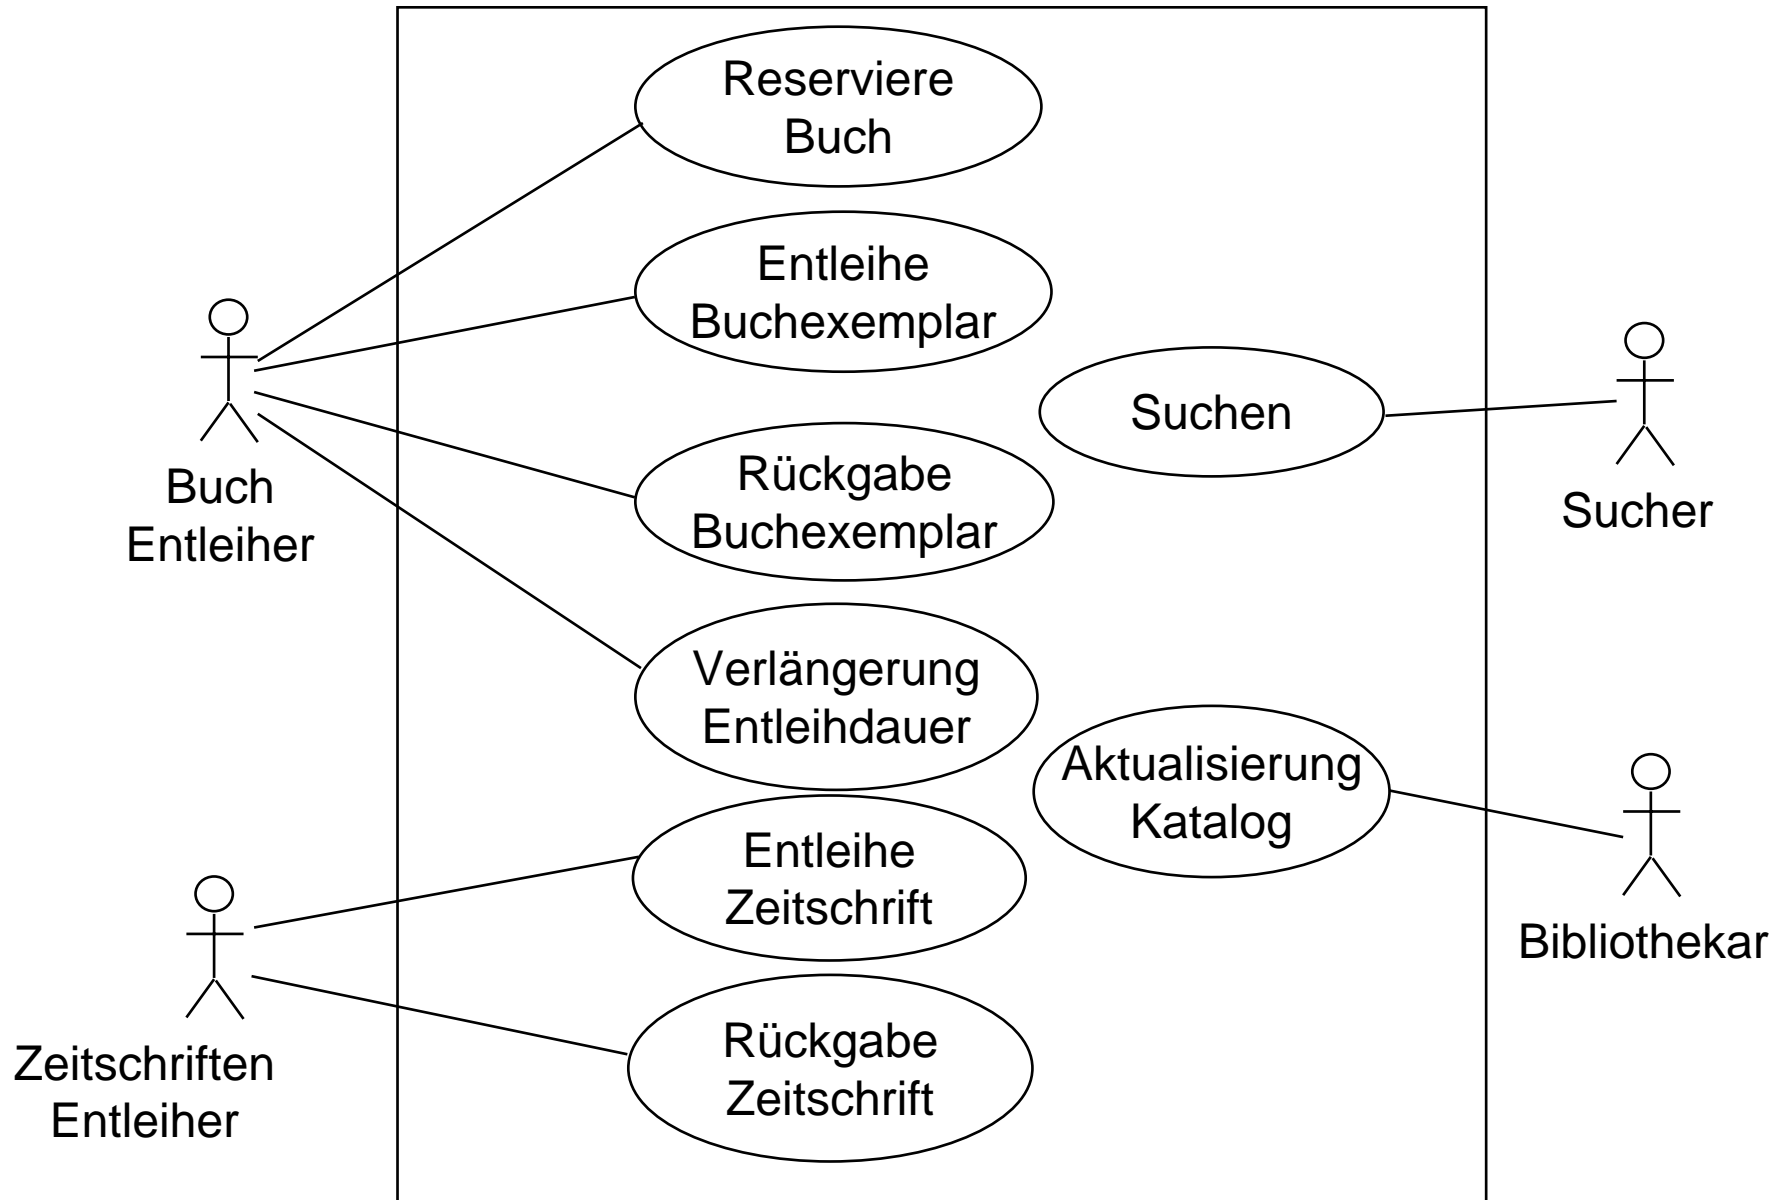 Reserviere
Buch
Entleihe
Buchexemplar
Suchen
Rückgabe
Buchexemplar
Buch
Entleiher
Sucher
Verlängerung
Entleihdauer
Aktualisierung
Katalog
Entleihe
Zeitschrift
Bibliothekar
Rückgabe
Zeitschrift
Zeitschriften
Entleiher